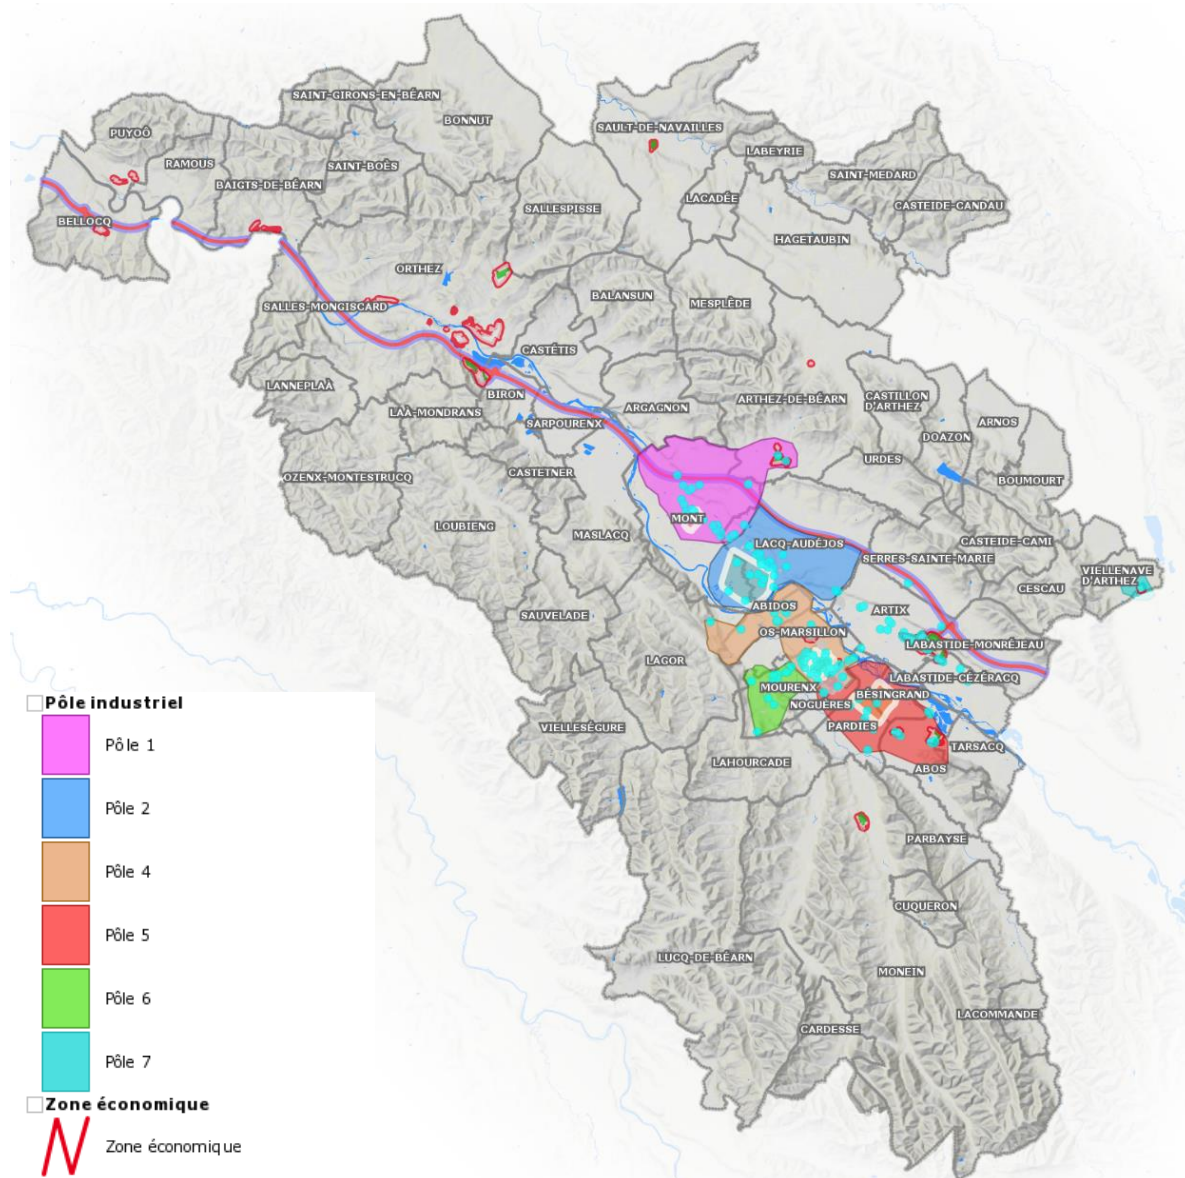 SAINT-GIRONS-EN-BÉARN
BONNUT
PUYOÔ
SAULT-DE-NAVAILLES
LABEYRIE
RAMOUS
SAINT-BOÈS
SAINT-MEDARD
BAIGTS-DE-BÉARN
LACADÉE
CASTEIDE-CANDAU
SALLESPISSE
BELLOCQ
HAGETAUBIN
ORTHEZ
BALANSUN
MESPLÈDE
SALLES-MONGISCARD
CASTÉTIS
LANNEPLAÀ
BIRON
ARGAGNON
ARTHEZ-DE-BÉARN
CASTILLON
D'ARTHEZ
LAÀ-MONDRANS
SARPOURENX
ARNOS
DOAZON
URDES
OZENX-MONTESTRUCQ
CASTETNER
BOUMOURT
MONT
LOUBIENG
MASLACQ
LACQ-AUDÉJOS
CASTEIDE-CAMI
SERRES-SAINTE-MARIE
VIELLENAVE
D'ARTHEZ
CESCAU
SAUVELADE
ABIDOS
ARTIX
OS-MARSILLON
LABASTIDE-MONRÉJEAU
LAGOR
LABASTIDE-CÉZÉRACQ
MOURENX
BÉSINGRAND
NOGUÈRES
VIELLESÉGURE
PARDIES
TARSACQ
LAHOURCADE
ABOS
PARBAYSE
CUQUERON
LUCQ-DE-BÉARN
MONEIN
LACOMMANDE
CARDESSE
Pôle industriel
Pôle 1
Pôle 2
Pôle 4
Pôle 5
Pôle 6
Pôle 7
Zone économique
Zone économique